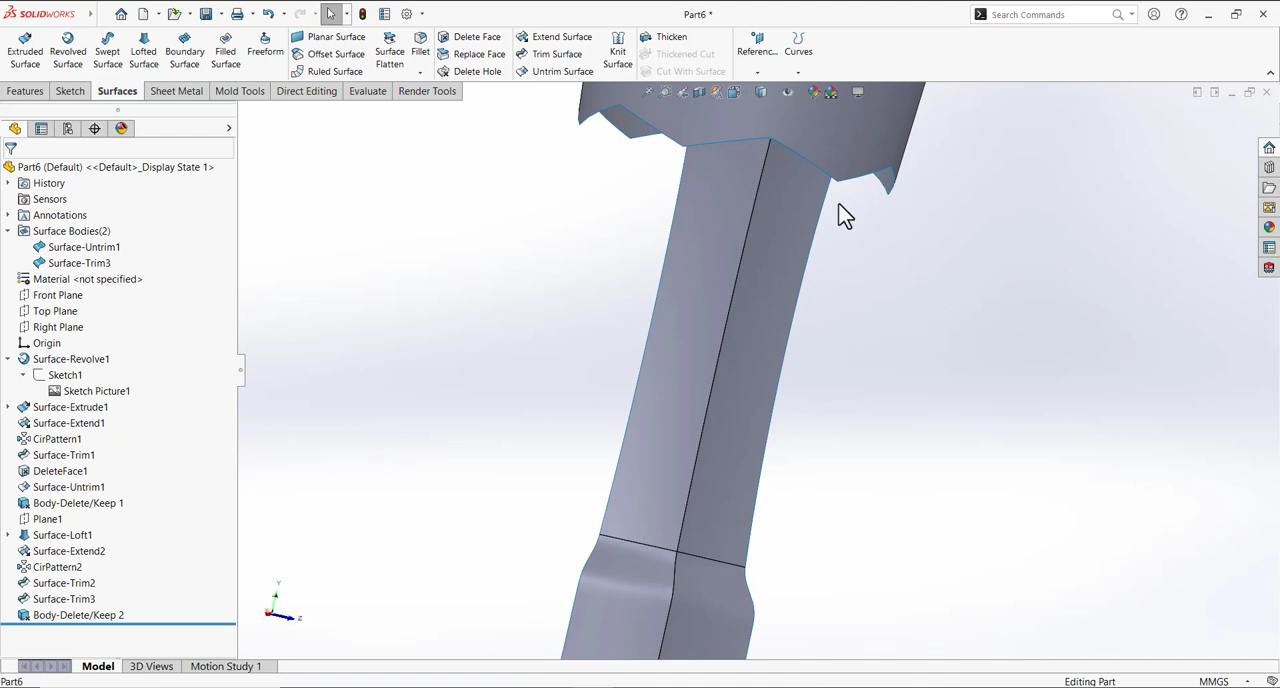 SOLIDWORKS
Part6 *
Search Commands
Extruded Surface
Revolved Surface
Swept Surface
Lofted Surface
Boundary Surface
Filled Surface
Freeform
Planar Surface
Offset Surface
Ruled Surface
Surface Flatten
Fillet
Delete Face
Replace Face
Delete Hole
Extend Surface
Trim Surface
Untrim Surface
Knit Surface
Thicken
Thickened Cut
Cut With Surface
Referenc...
Curves
Features
Sketch
Surfaces
Sheet Metal
Mold Tools
Direct Editing
Evaluate
Render Tools
Part6 (Default) <<Default>_Display State 1>
History
Sensors
Annotations
Surface Bodies(2)
Surface-Untrim1
Surface-Trim3
Material <not specified>
Front Plane
Top Plane
Right Plane
Origin
Surface-Revolve1
Sketch1
Sketch Picture1
Surface-Extrude1
Surface-Extend1
CirPattern1
Surface-Trim1
DeleteFace1
Surface-Untrim1
Body-Delete/Keep 1
Plane1
Surface-Loft1
Surface-Extend2
CirPattern2
Surface-Trim2
Surface-Trim3
Body-Delete/Keep 2
Y
Z
Model
3D Views
Motion Study 1
Part6
Editing Part
MMGS